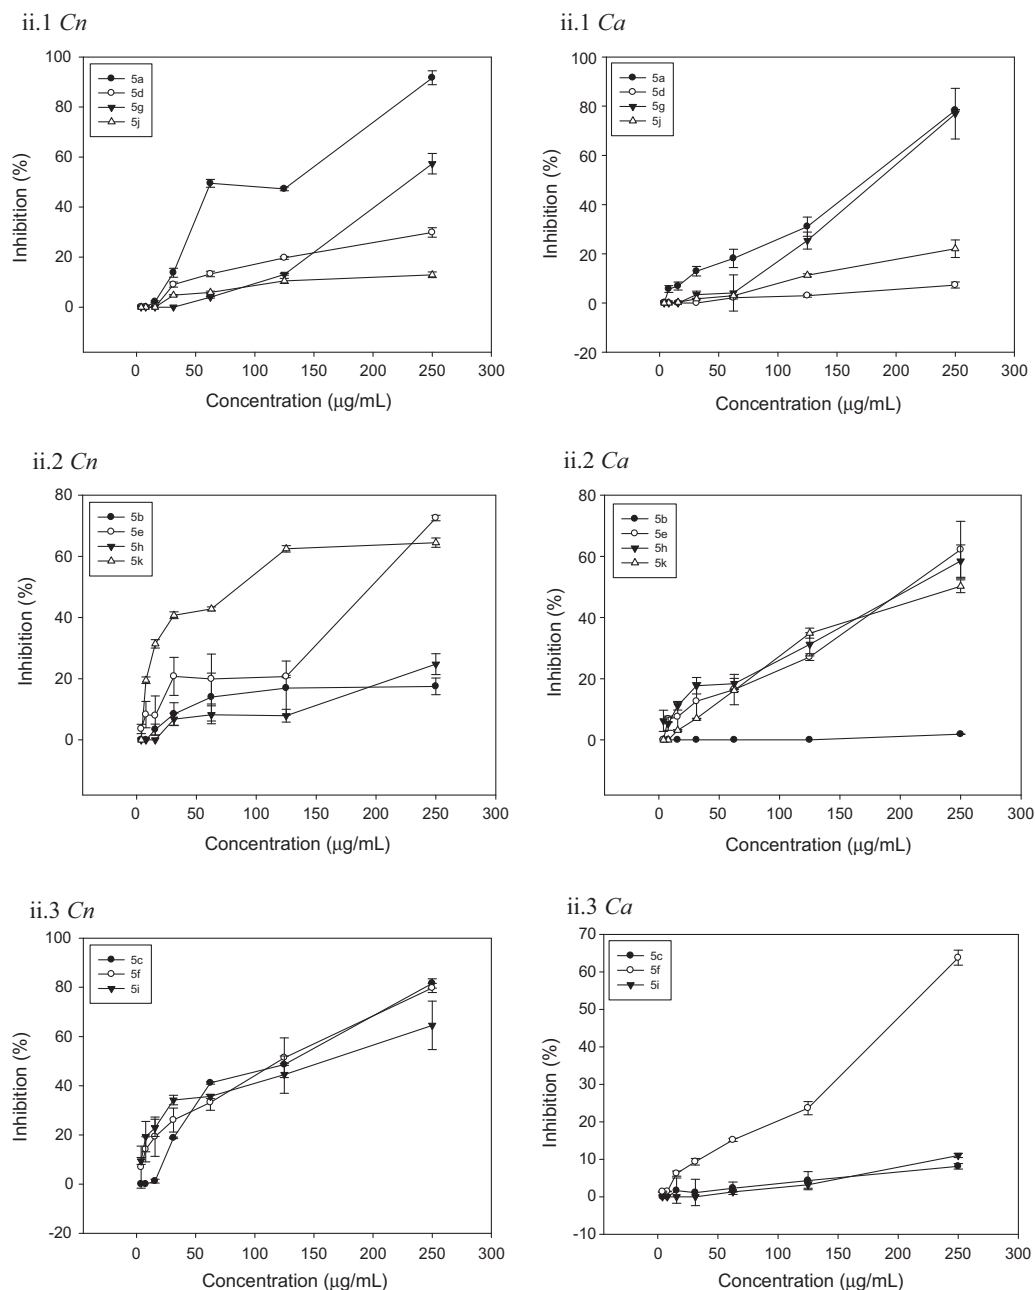 ii.1 Cn
100
80
60
40
20
0
Inhibition (%)
5a
5d
5g
5j
0 50 100 150 200 250 300
Concentration (μg/mL)
ii.1 Ca
100
80
60
40
20
0
-20
Inhibition (%)
5a
5d
5g
5j
0 50 100 150 200 250 300
Concentration (μg/mL)
ii.2 Cn
80
60
40
20
0
Inhibition (%)
5b
5e
5h
5k
0 50 100 150 200 250 300
Concentration (μg/mL)
ii.2 Ca
80
60
40
20
0
Inhibition (%)
5b
5e
5h
5k
0 50 100 150 200 250 300
Concentration (μg/mL)
ii.3 Cn
100
80
60
40
20
0
-20
Inhibition (%)
5c
5f
5i
0 50 100 150 200 250 300
Concentration (μg/mL)
ii.3 Ca
70
60
50
40
30
20
10
0
-10
Inhibition (%)
5c
5f
5i
0 50 100 150 200 250 300
Concentration (μg/mL)